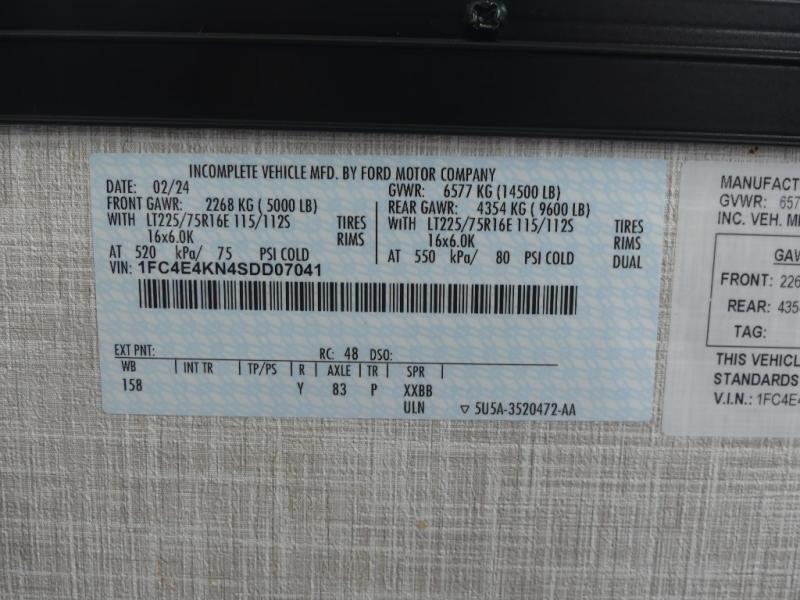 INCOMPLETE VEHICLE MFD. BY FORD MOTOR COMPANY
DATE: 02/24 GVWR: 6577 KG (14500 LB)
FRONT GAWR: 2268 KG ( 5000 LB) REAR GAWR: 4354 KG ( 9600 LB)
WITH LT225/75R16E 115/112S TIRES WITH LT225/75R16E 115/112S TIRES
16x6.0K RIMS 16x6.0K RIMS
AT 520 kPa/ 75 PSI COLD AT 550 kPa/ 80 PSI COLD DUAL
VIN: 1FC4E4KN4SDD07041
EXT PNT: RC: 48 DSO:
WB INT TR TP/PS R AXLE TR SPR
158 Y 83 P XXBB
ULN ▽ 5U5A-3520472-AA
MANUFACT
GVWR: 657
INC. VEH. M
GAW
FRONT: 226
REAR: 435
TAG:
THIS VEHICL
STANDARDS
V.I.N.: 1FC4E4